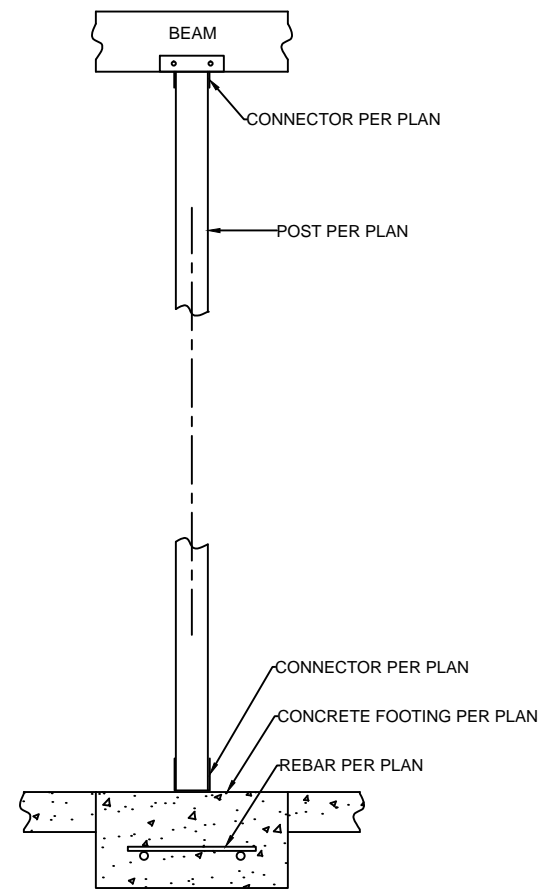 BEAM
CONNECTOR PER PLAN
POST PER PLAN
CONNECTOR PER PLAN
CONCRETE FOOTING PER PLAN
REBAR PER PLAN